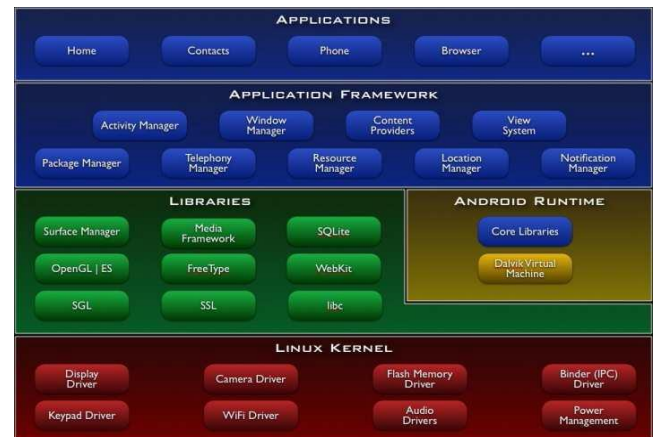 APPLICATIONS
Home
Contacts
Phone
Browser
...
APPLICATION FRAMEWORK
Activity Manager
Window
Manager
Content
Providers
View
System
Package Manager
Telephony
Manager
Resource
Manager
Location
Manager
Notification
Manager
LIBRARIES
Surface Manager
Media
Framework
SQLite
OpenGL | ES
FreeType
WebKit
SGL
SSL
libc
ANDROID RUNTIME
Core Libraries
Dalvik Virtual
Machine
LINUX KERNEL
Display
Driver
Camera Driver
Flash Memory
Driver
Binder (IPC)
Driver
Keypad Driver
WiFi Driver
Audio
Drivers
Power
Management